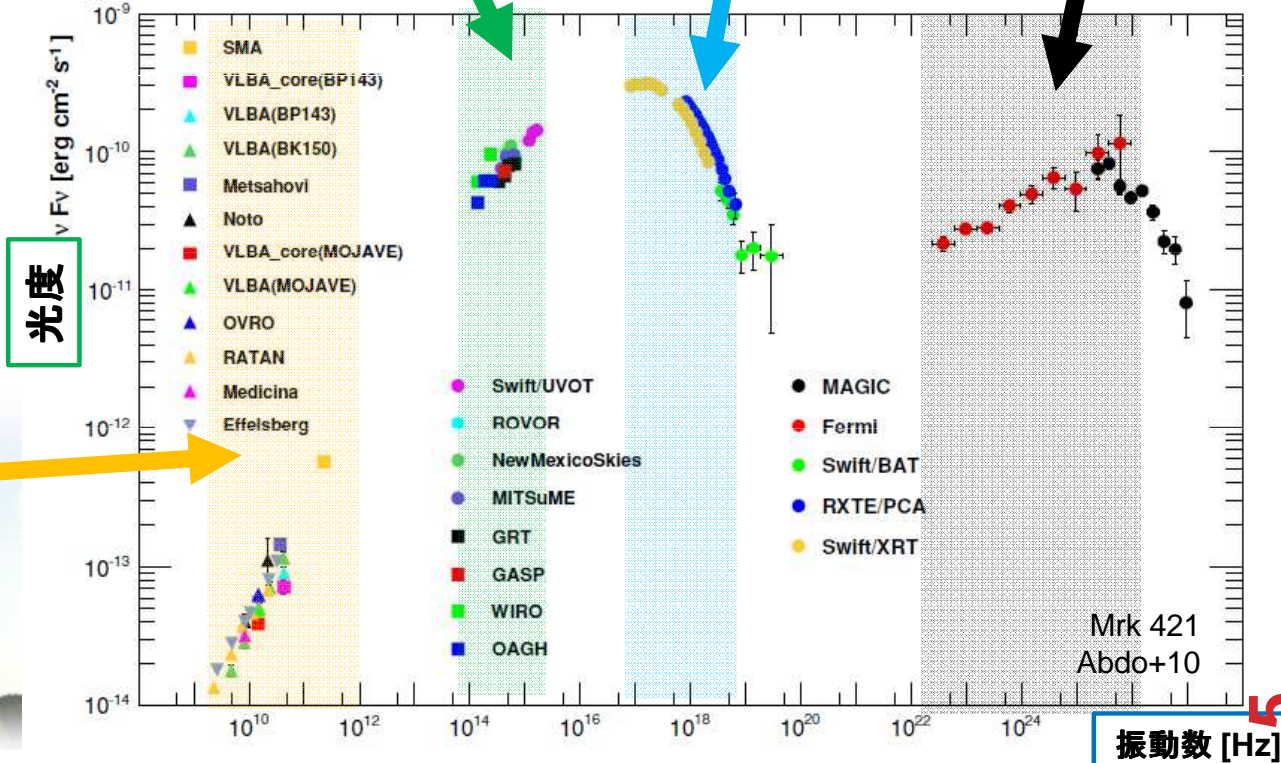 10-9
10-10
10-11
10-12
10-13
10-14
ν Fν [erg cm-2 s-1]
光度
SMA
VLBA_core(BP143)
VLBA(BP143)
VLBA(BK150)
Metsahovi
Noto
VLBA_core(MOJAVE)
VLBA(MOJAVE)
OVRO
RATAN
Medicina
Effelsberg
Swift/UVOT
ROVOR
NewMexicoSkies
MITSuME
GRT
GASP
WIRO
OAGH
MAGIC
Fermi
Swift/BAT
RXTE/PCA
Swift/XRT
Mrk 421
Abdo+10
1010
1012
1014
1016
1018
1020
1022
1024
振動数 [Hz]